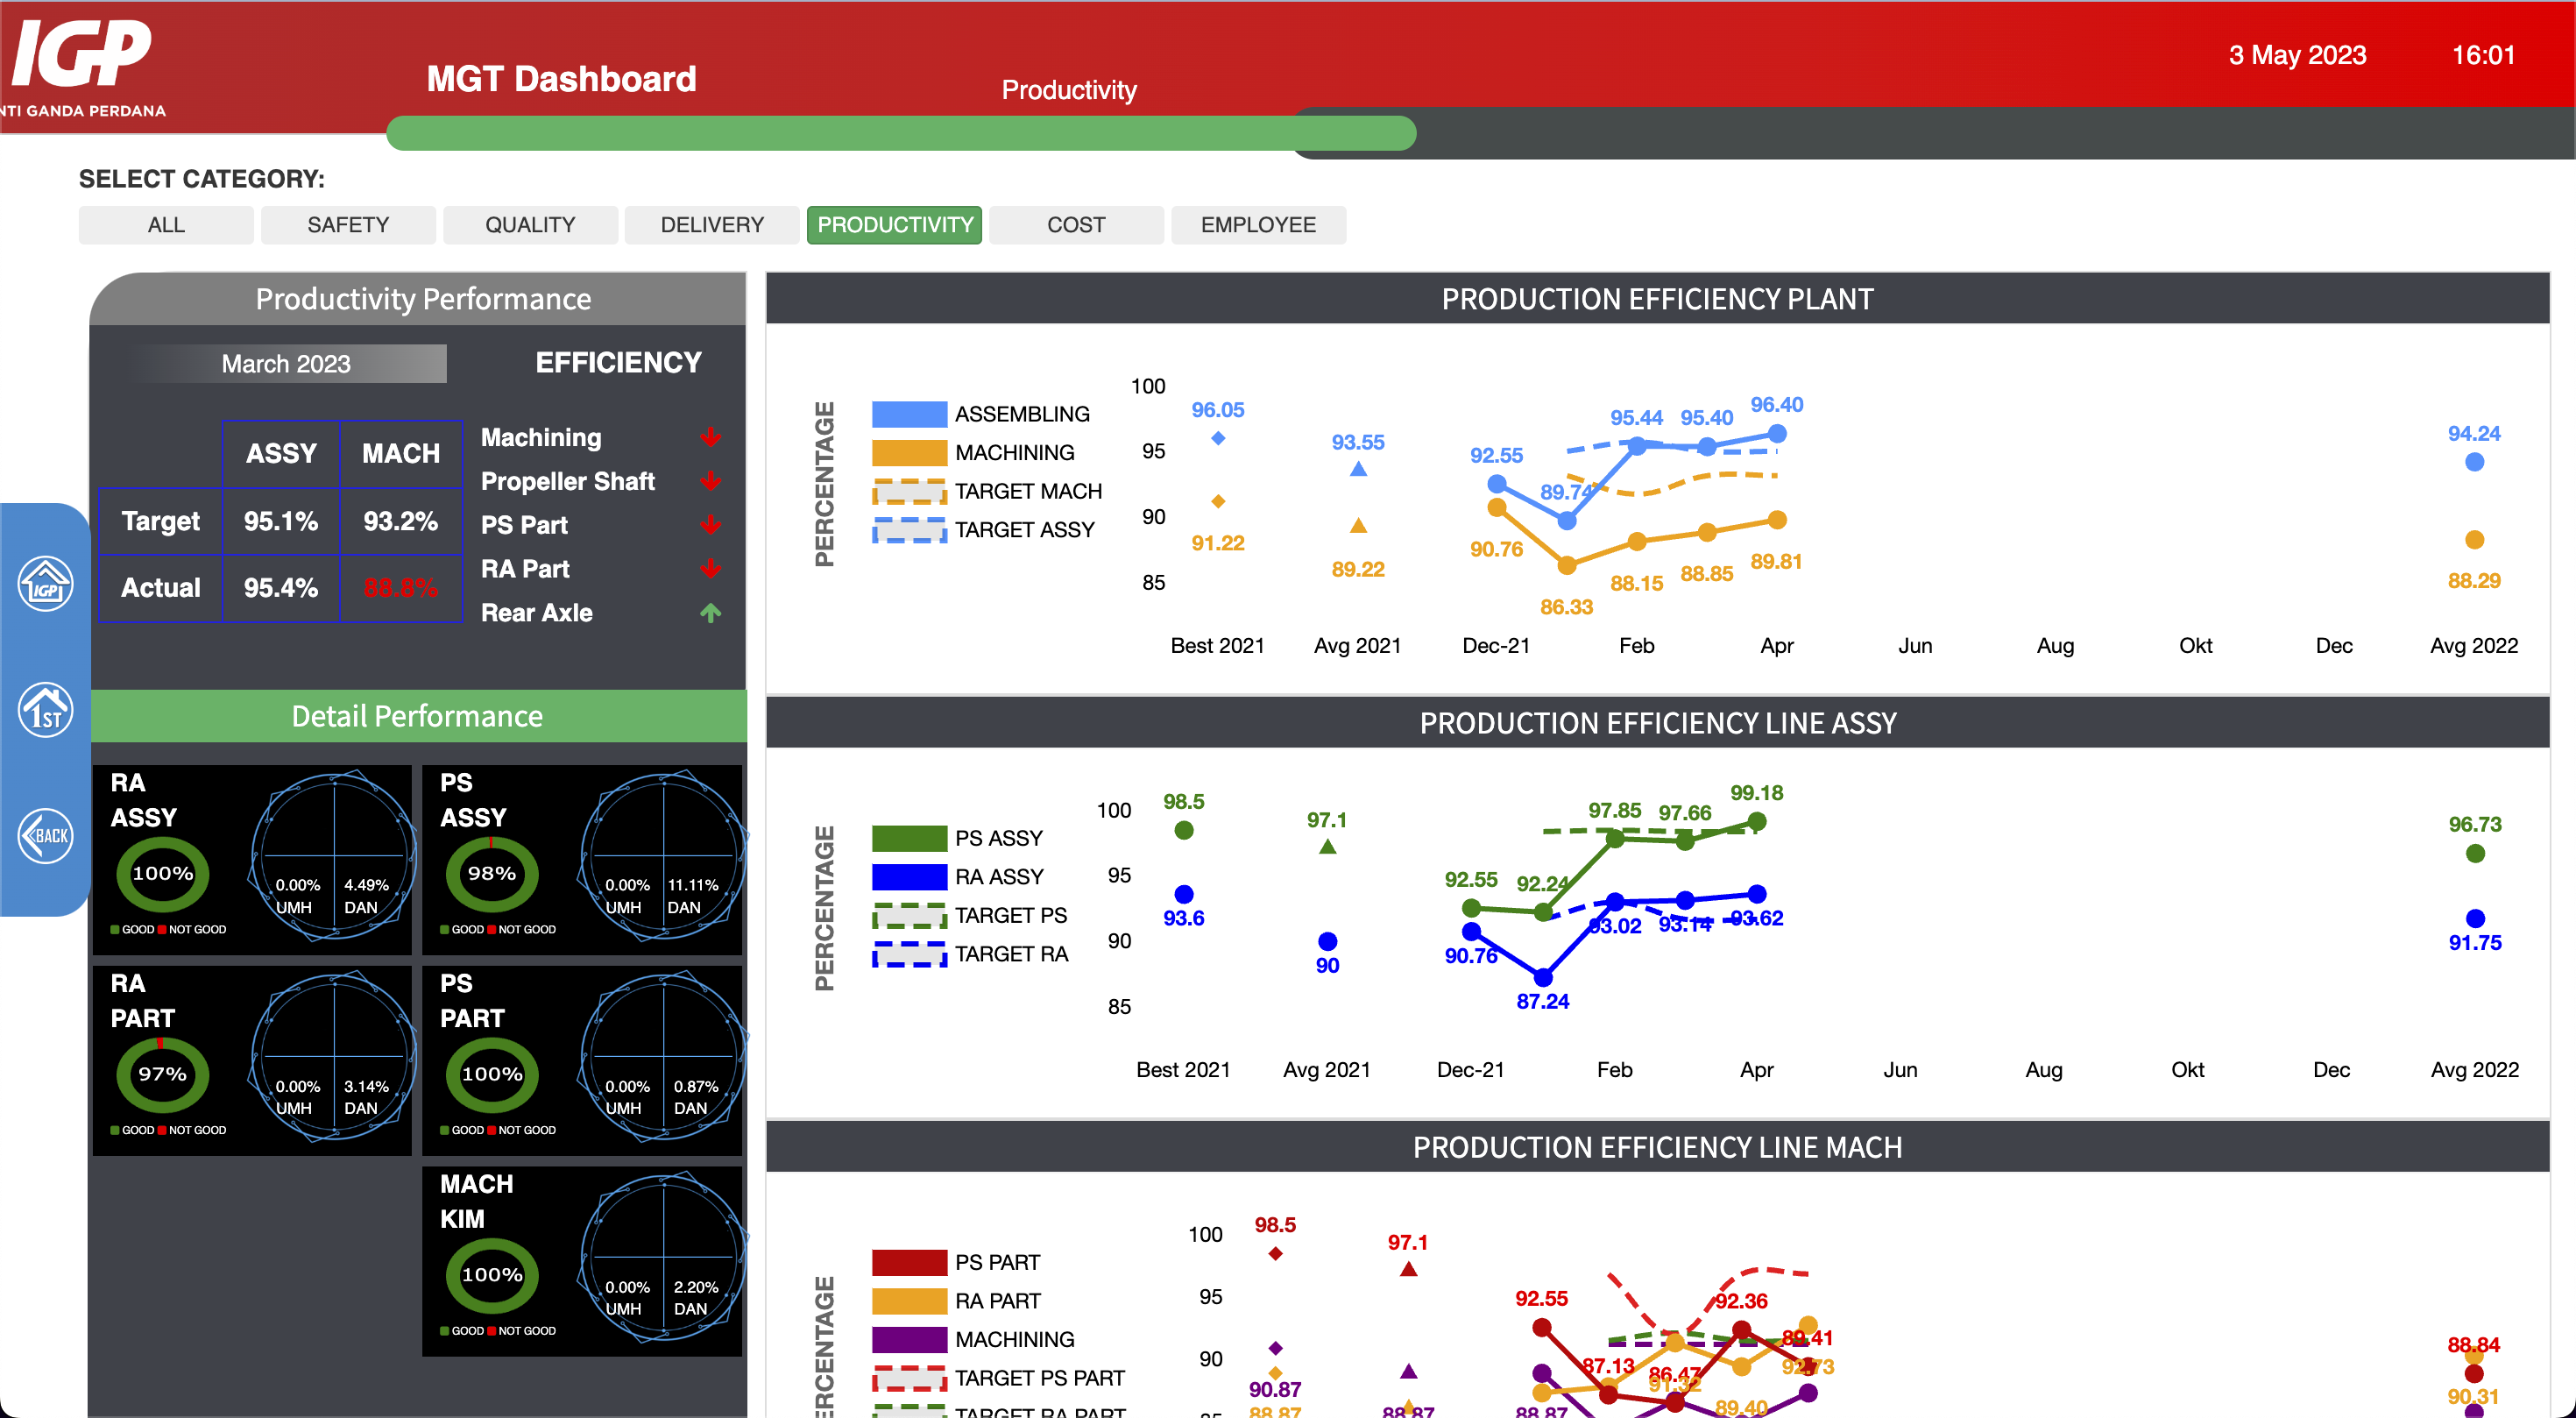 IGP
NTI GANDA PERDANA
MGT Dashboard
Productivity
3 May 2023 16:01
SELECT CATEGORY:
ALL SAFETY QUALITY DELIVERY PRODUCTIVITY COST EMPLOYEE
Productivity Performance
March 2023
EFFICIENCY
ASSY MACH
Target 95.1% 93.2%
Actual 95.4% 88.8%
Machining
Propeller Shaft
PS Part
RA Part
Rear Axle
IGP
1ST
BACK
Detail Performance
RA
ASSY
100%
0.00% 4.49%
UMH DAN
GOOD NOT GOOD
PS
ASSY
98%
0.00% 11.11%
UMH DAN
GOOD NOT GOOD
RA
PART
97%
0.00% 3.14%
UMH DAN
GOOD NOT GOOD
PS
PART
100%
0.00% 0.87%
UMH DAN
GOOD NOT GOOD
MACH
KIM
100%
0.00% 2.20%
UMH DAN
GOOD NOT GOOD
PRODUCTION EFFICIENCY PLANT
PERCENTAGE
ASSEMBLING
MACHINING
TARGET MACH
TARGET ASSY
100
95
90
85
96.05 93.55 92.55 89.74 95.44 95.40 96.40 94.24
91.22 89.22 90.76 86.33 88.15 88.85 89.81 88.29
Best 2021 Avg 2021 Dec-21 Feb Apr Jun Aug Okt Dec Avg 2022
PRODUCTION EFFICIENCY LINE ASSY
PERCENTAGE
PS ASSY
RA ASSY
TARGET PS
TARGET RA
100
95
90
85
98.5 97.1 92.55 92.24 97.85 97.66 99.18 96.73
93.6 90 90.76 87.24 93.02 93.14 93.62 91.75
Best 2021 Avg 2021 Dec-21 Feb Apr Jun Aug Okt Dec Avg 2022
PRODUCTION EFFICIENCY LINE MACH
ERCENTAGE
PS PART
RA PART
MACHINING
TARGET PS PART
TARGET RA PART
100
95
90
85
98.5 97.1 92.55 87.13 86.47 92.36 89.41 88.84
90.87 88.87 88.87
88.87 91.32 89.40 92.73 90.31